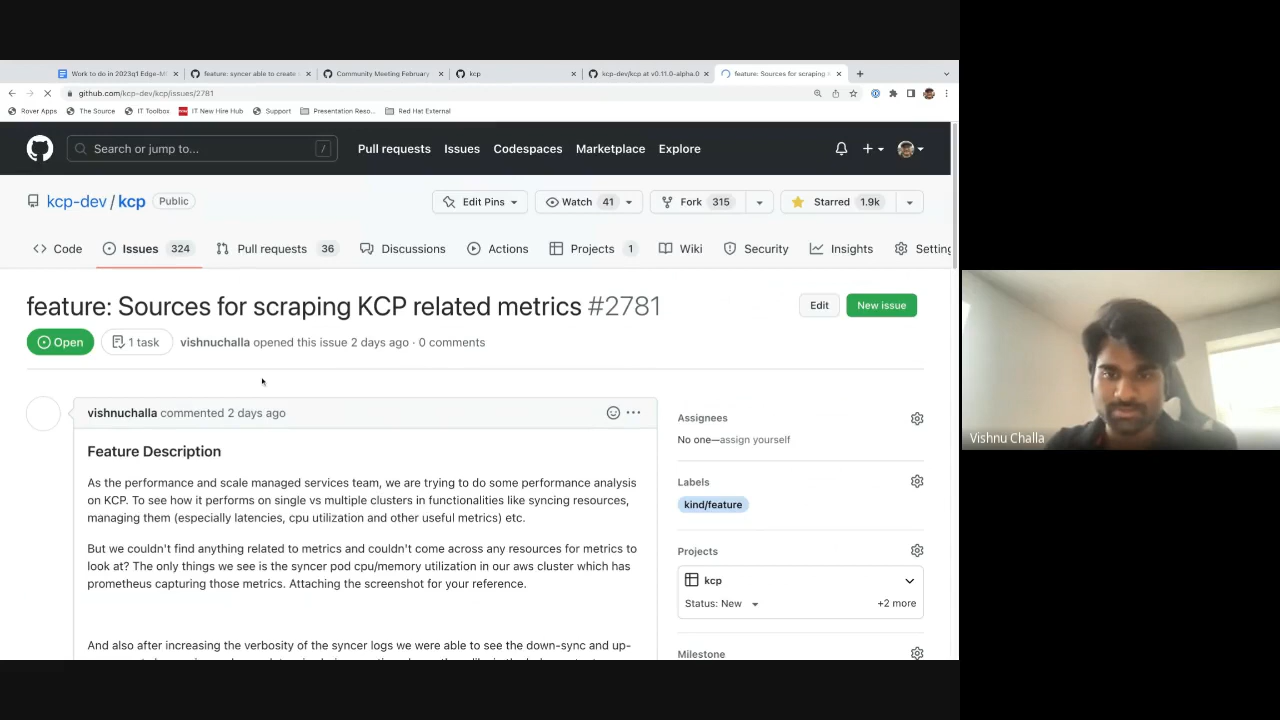 Work to do in 2023q1 Edge-M
feature: syncer able to create
Community Meeting February
kcp
kcp-dev/kcp at v0.11.0-alpha.0
feature: Sources for scraping K
github.com/kcp-dev/kcp/issues/2781
Rover Apps
The Source
IT Toolbox
IT New Hire Hub
Support
Presentation Reso...
Red Hat External
Search or jump to... /
Pull requests
Issues
Codespaces
Marketplace
Explore
kcp-dev / kcp Public
Edit Pins
Watch 41
Fork 315
Starred 1.9k
Code
Issues 324
Pull requests 36
Discussions
Actions
Projects 1
Wiki
Security
Insights
Setting
feature: Sources for scraping KCP related metrics #2781
Edit
New issue
Open
1 task
vishnuchalla opened this issue 2 days ago · 0 comments
vishnuchalla commented 2 days ago
Feature Description
As the performance and scale managed services team, we are trying to do some performance analysis
on KCP. To see how it performs on single vs multiple clusters in functionalities like syncing resources,
managing them (especially latencies, cpu utilization and other useful metrics) etc.
But we couldn't find anything related to metrics and couldn't come across any resources for metrics to
look at? The only things we see is the syncer pod cpu/memory utilization in our aws cluster which has
prometheus capturing those metrics. Attaching the screenshot for your reference.
And also after increasing the verbosity of the syncer logs we were able to see the down-sync and up-
Assignees
No one—assign yourself
Labels
kind/feature
Projects
kcp
Status: New
+2 more
Milestone
Vishnu Challa